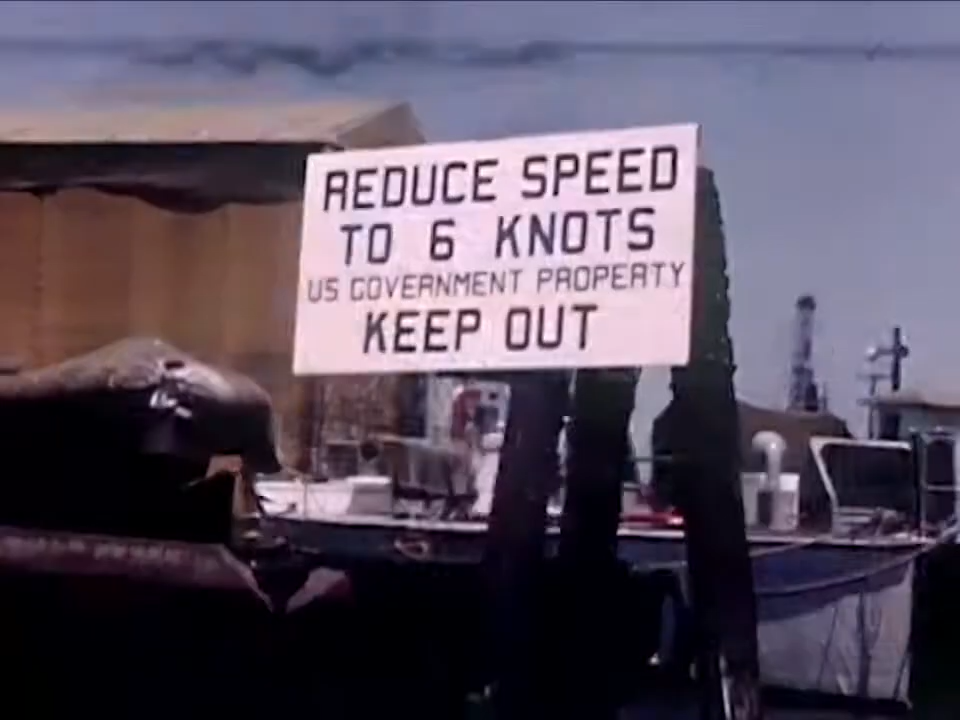 REDUCE SPEED
TO 6 KNOTS
US GOVERNMENT PROPERTY
KEEP OUT